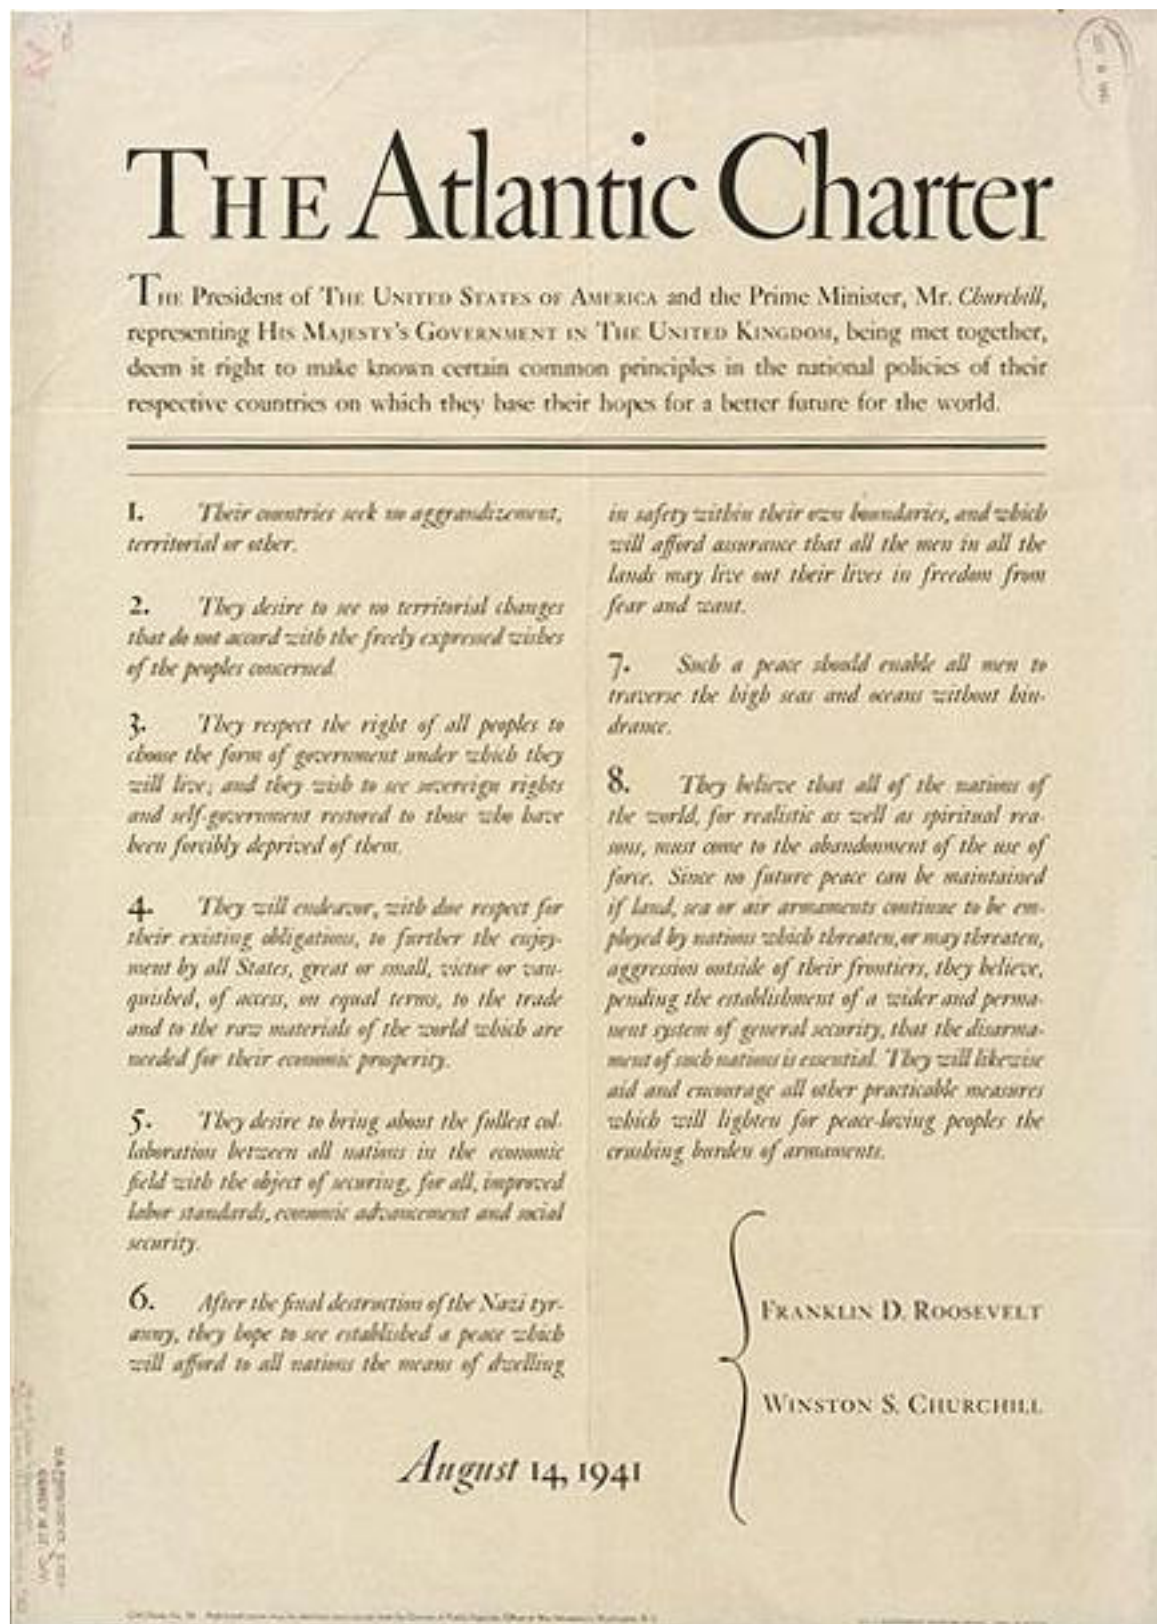 THE Atlantic Charter
THE President of THE UNITED STATES OF AMERICA and the Prime Minister, Mr. Churchill,
representing HIS MAJESTY'S GOVERNMENT IN THE UNITED KINGDOM, being met together,
deem it right to make known certain common principles in the national policies of their
respective countries on which they base their hopes for a better future for the world.
1. Their countries seek no aggrandizement,
territorial or other.
2. They desire to see no territorial changes
that do not accord with the freely expressed wishes
of the peoples concerned.
3. They respect the right of all peoples to
choose the form of government under which they
will live; and they wish to see sovereign rights
and self-government restored to those who have
been forcibly deprived of them.
4. They will endeavor, with due respect for
their existing obligations, to further the enjoy-
ment by all States, great or small, victor or van-
quished, of access, on equal terms, to the trade
and to the raw materials of the world which are
needed for their economic prosperity.
5. They desire to bring about the fullest col-
laboration between all nations in the economic
field with the object of securing, for all, improved
labor standards, economic advancement and social
security.
6. After the final destruction of the Nazi tyr-
anny, they hope to see established a peace which
will afford to all nations the means of dwelling
in safety within their own boundaries, and which
will afford assurance that all the men in all the
lands may live out their lives in freedom from
fear and want.
7. Such a peace should enable all men to
traverse the high seas and oceans without hin-
drance.
8. They believe that all of the nations of
the world, for realistic as well as spiritual rea-
sons, must come to the abandonment of the use of
force. Since no future peace can be maintained
if land, sea or air armaments continue to be em-
ployed by nations which threaten, or may threaten,
aggression outside of their frontiers, they believe,
pending the establishment of a wider and perma-
nent system of general security, that the disarma-
ment of such nations is essential. They will likewise
aid and encourage all other practicable measures
which will lighten for peace-loving peoples the
crushing burden of armaments.
FRANKLIN D. ROOSEVELT
WINSTON S. CHURCHILL
August 14, 1941